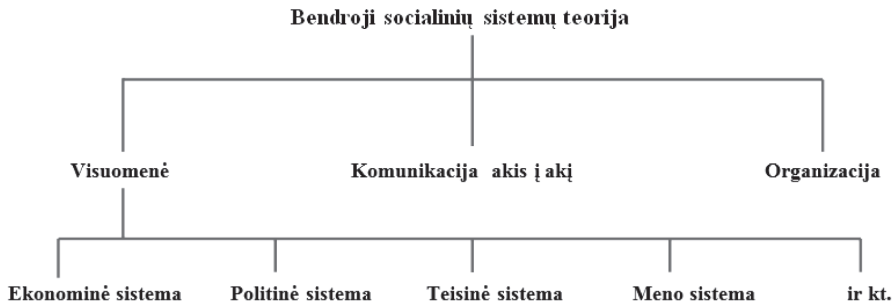 Bendroji socialinių sistemų teorija
Visuomenė Komunikacija akis į akį Organizacija
Ekonominė sistema Politinė sistema Teisinė sistema Meno sistema ir kt.